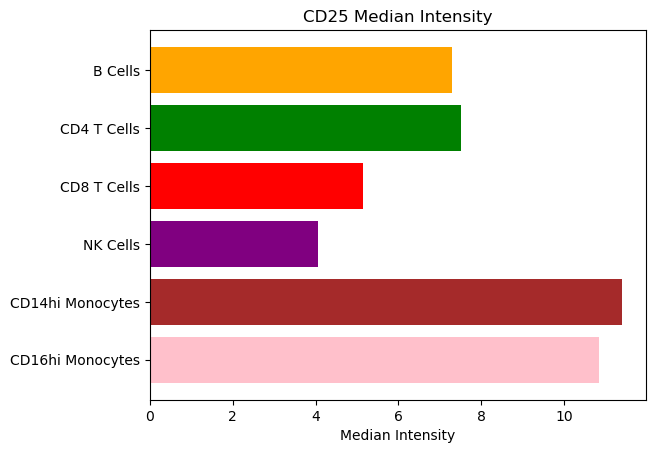 CD25 Median Intensity
B Cells
CD4 T Cells
CD8 T Cells
NK Cells
CD14hi Monocytes
CD16hi Monocytes
0 2 4 6 8 10
Median Intensity